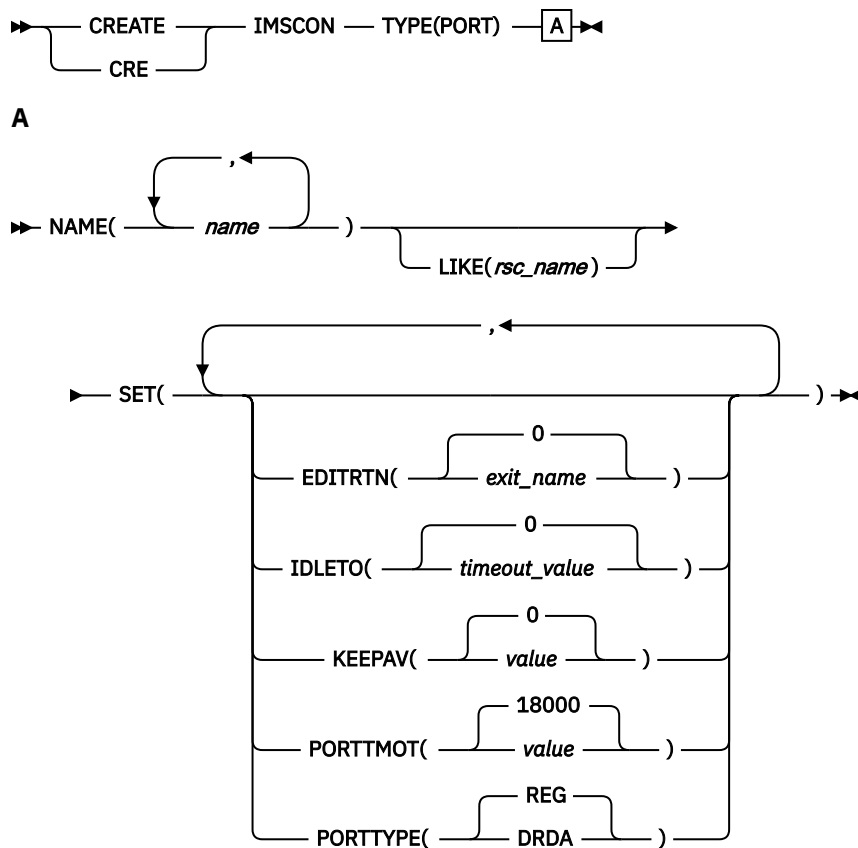 CREATE IMSCON TYPE(PORT) A
CRE
A
,
NAME( name )
LIKE(rsc_name)
,
SET( )
0
EDITRTN( exit_name )
0
IDLETO( timeout_value )
0
KEEPAV( value )
18000
PORTTMOT( value )
REG
PORTTYPE( DRDA )